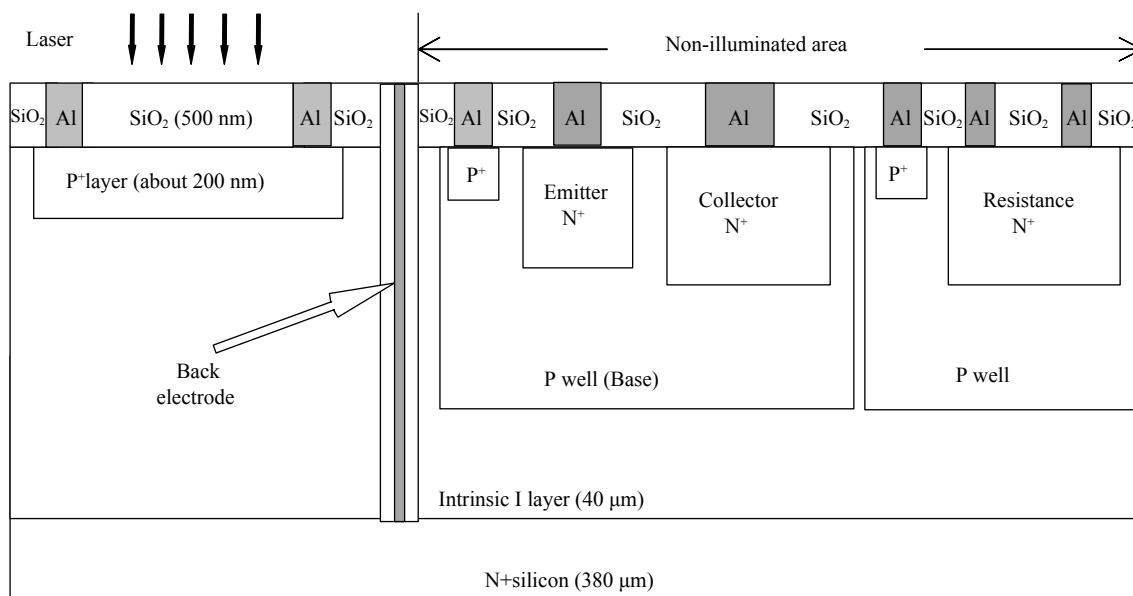 Laser
Non-illuminated area
SiO₂
Al
SiO₂ (500 nm)
Al
SiO₂
SiO₂
Al
SiO₂
Al
SiO₂
Al
SiO₂
Al
SiO₂
Al
SiO₂
Al
SiO₂
P⁺layer (about 200 nm)
P⁺
Emitter
N⁺
Collector
N⁺
P⁺
Resistance
N⁺
Back
electrode
P well (Base)
P well
Intrinsic I layer (40 μm)
N+silicon (380 μm)